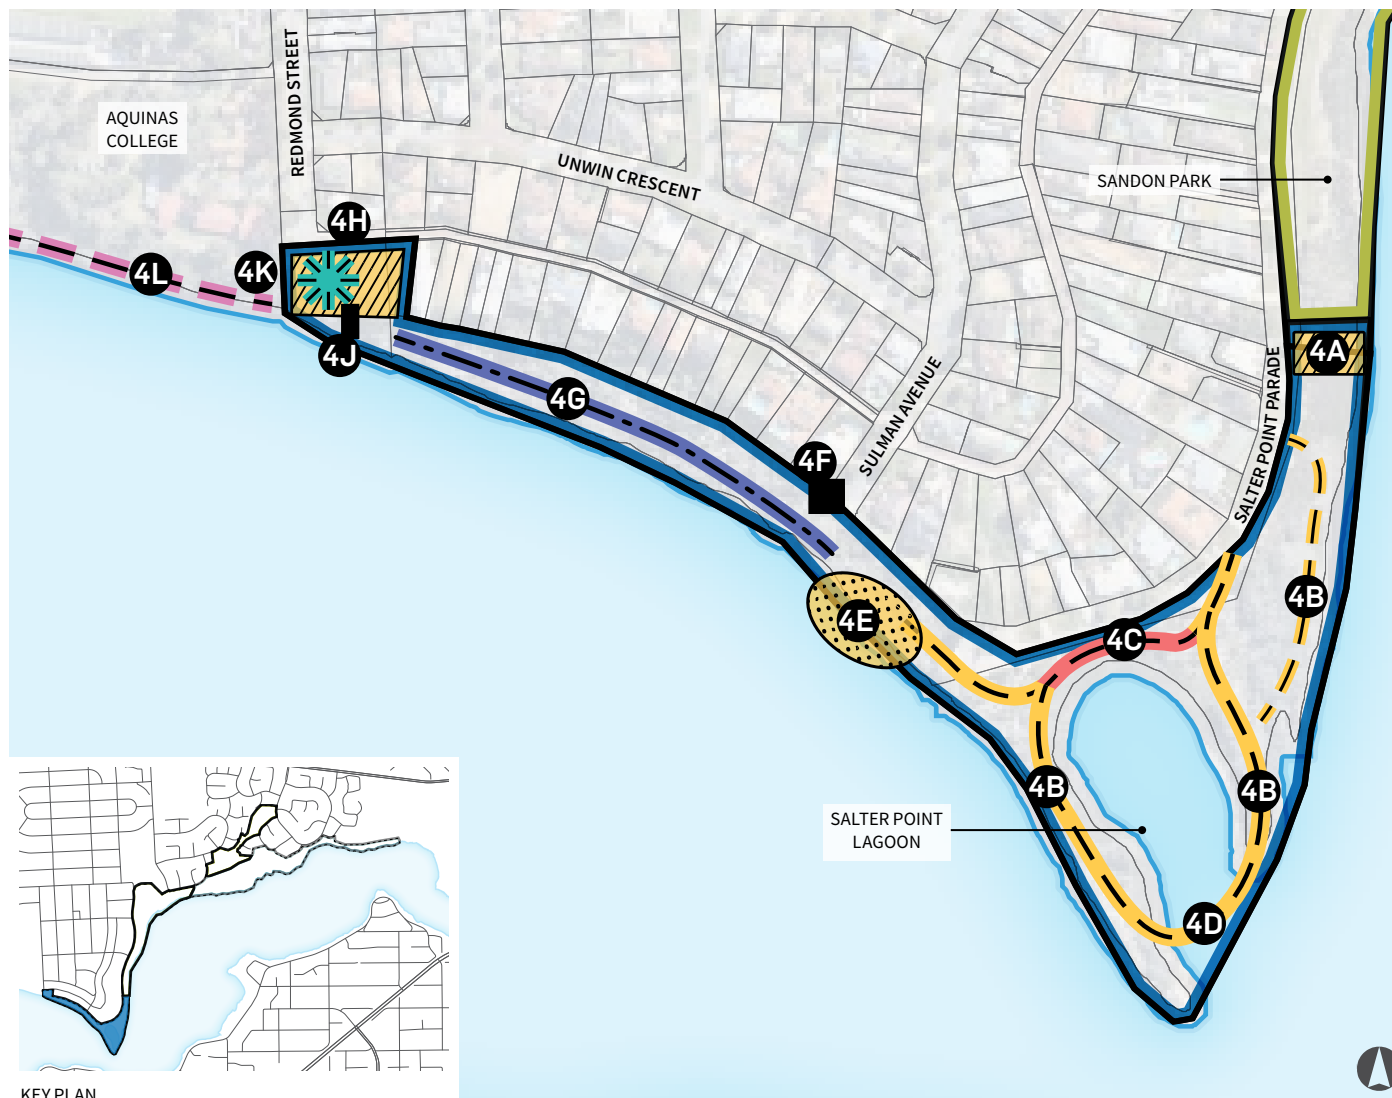 REDMOND STREET
AQUINAS
COLLEGE
UNWIN CRESCENT
SANDON PARK
4H
4K
4L
4J
4A
4G
SULMAN AVENUE
SALTER POINT PARADE
4F
4B
4E
4C
4B
4B
SALTER POINT
LAGOON
4D
KEY PLAN